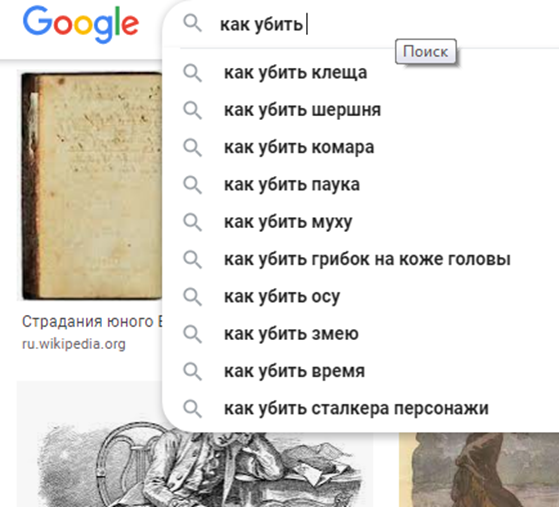 Google
как убить
Поиск
как убить клеща
как убить шершня
как убить комара
как убить паука
как убить муху
как убить грибок на коже головы
как убить осу
как убить змею
как убить время
как убить сталкера персонажи
Страдания юного
ru.wikipedia.org